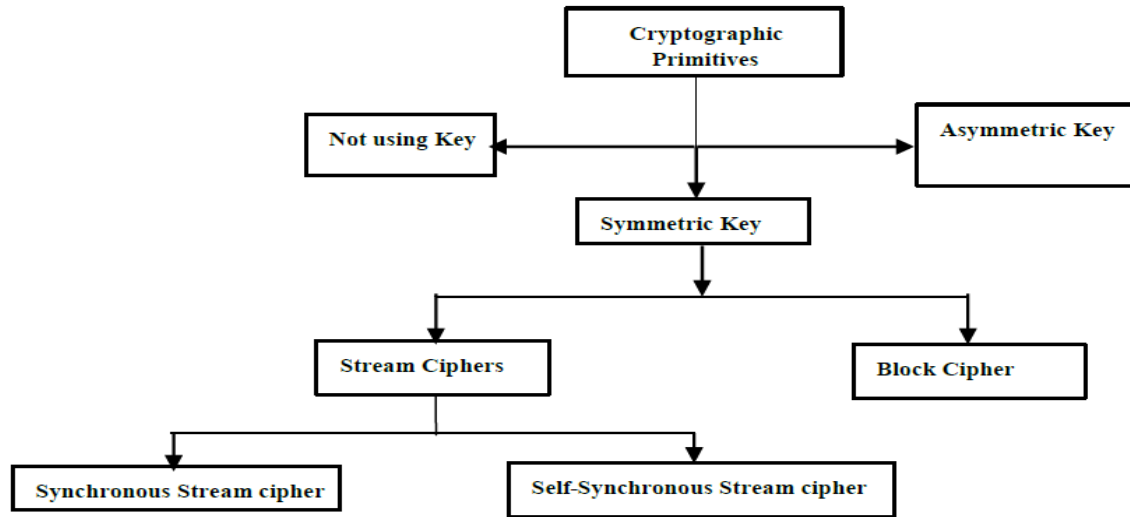 Cryptographic
Primitives
Not using Key
Asymmetric Key
Symmetric Key
Stream Ciphers
Block Cipher
Synchronous Stream cipher
Self-Synchronous Stream cipher